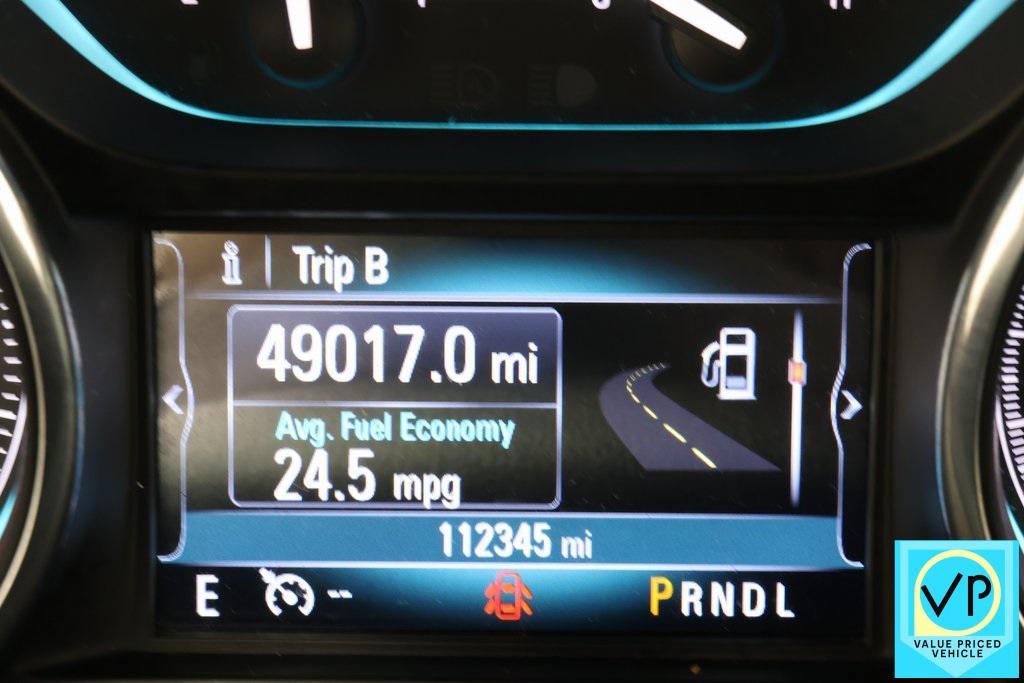 i Trip B
49017.0 mi
Avg. Fuel Economy
24.5 mpg
112345 mi
E -- PRNDL
VP
VALUE PRICED
VEHICLE